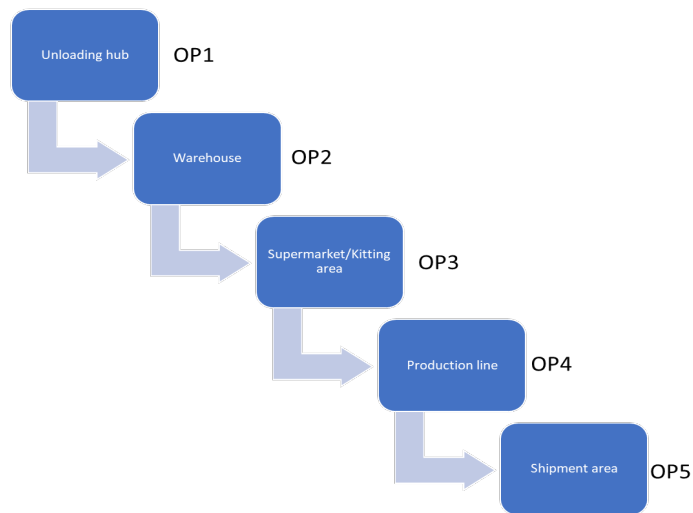 Unloading hub
OP1
Warehouse
OP2
Supermarket/Kitting
area
OP3
Production line
OP4
Shipment area
OP5